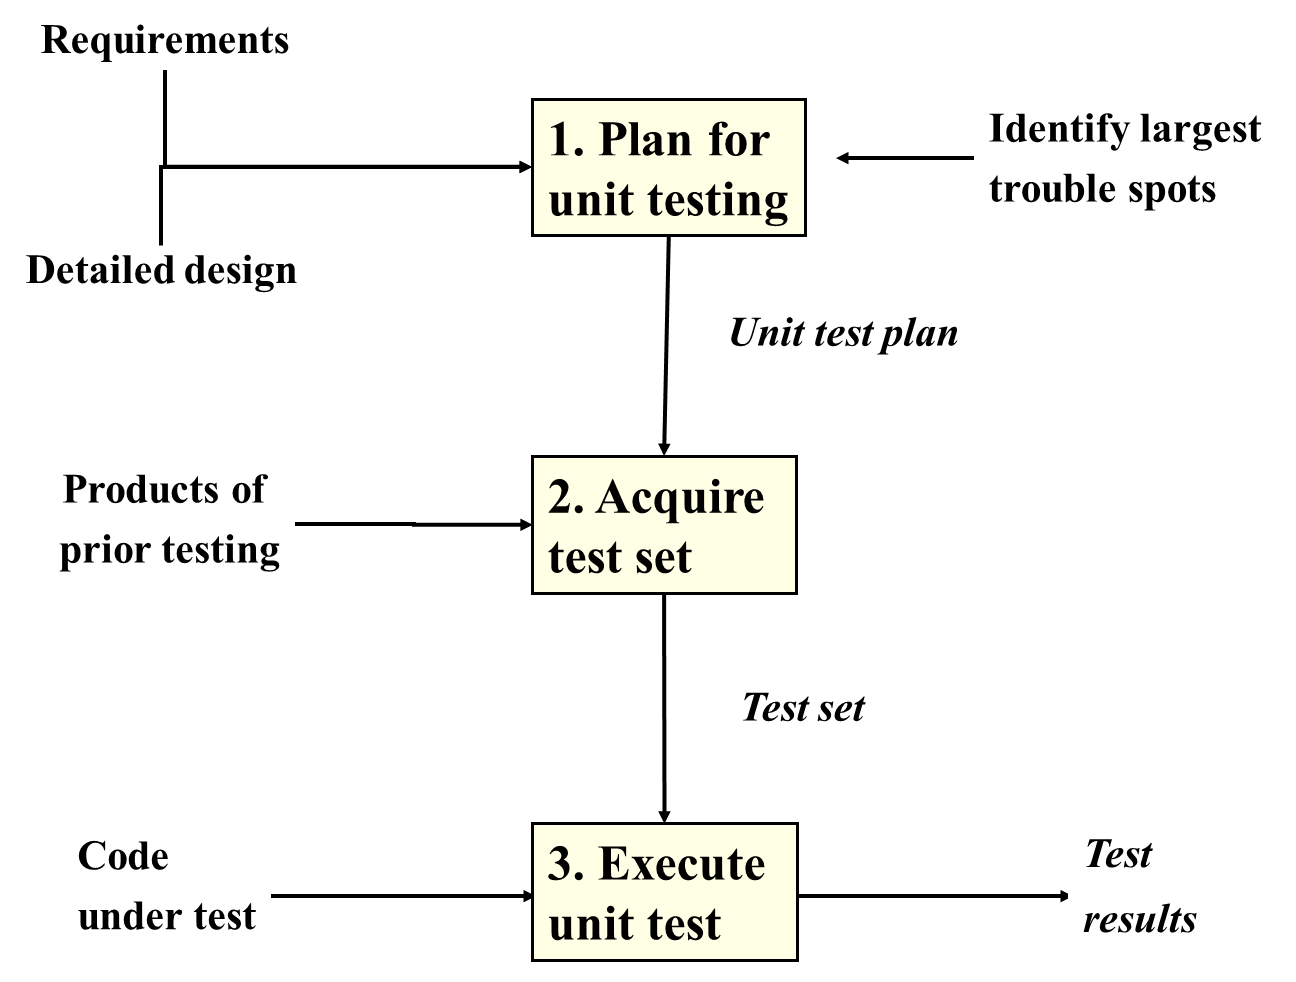 Requirements
1. Plan for
unit testing
Identify largest
trouble spots
Detailed design
Unit test plan
Products of
prior testing
2. Acquire
test set
Test set
Code
under test
3. Execute
unit test
Test
results